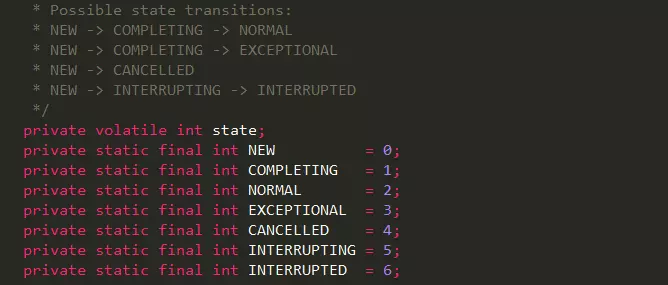 * Possible state transitions:
* NEW -> COMPLETING -> NORMAL
* NEW -> COMPLETING -> EXCEPTIONAL
* NEW -> CANCELLED
* NEW -> INTERRUPTING -> INTERRUPTED
*/
private volatile int state;
private static final int NEW          = 0;
private static final int COMPLETING   = 1;
private static final int NORMAL       = 2;
private static final int EXCEPTIONAL  = 3;
private static final int CANCELLED    = 4;
private static final int INTERRUPTING = 5;
private static final int INTERRUPTED  = 6;